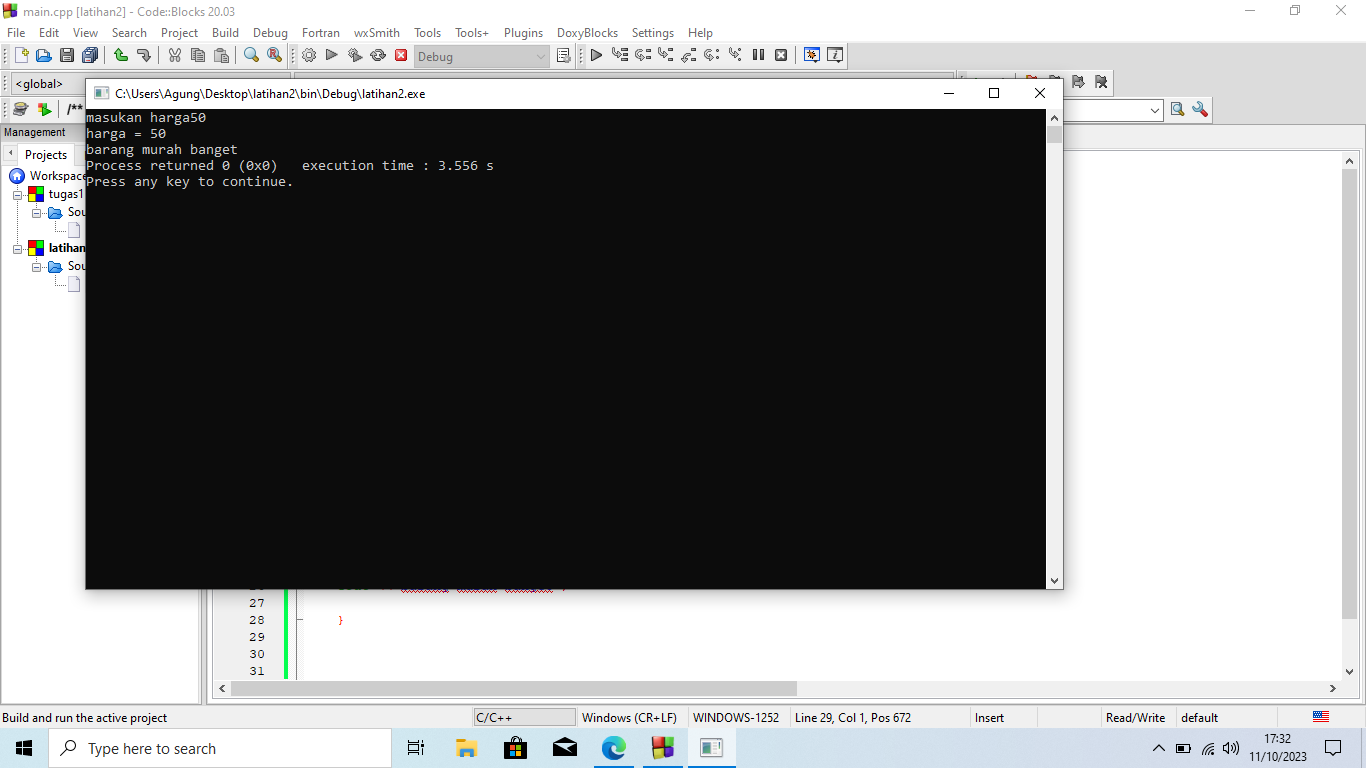 main.cpp [latihan2] - Code::Blocks 20.03
File Edit View Search Project Build Debug Fortran wxSmith Tools Tools+ Plugins DoxyBlocks Settings Help
Debug
<global>
C:\Users\Agung\Desktop\latihan2\bin\Debug\latihan2.exe
/**
Management
Projects
Workspace
tugas1
Sou
latihan
Sou
masukan harga50
harga = 50
barang murah banget
Process returned 0 (0x0)   execution time : 3.556 s
Press any key to continue.
27
28 }
29
30
31
Build and run the active project C/C++ Windows (CR+LF) WINDOWS-1252 Line 29, Col 1, Pos 672 Insert Read/Write default
Type here to search
17:32
11/10/2023